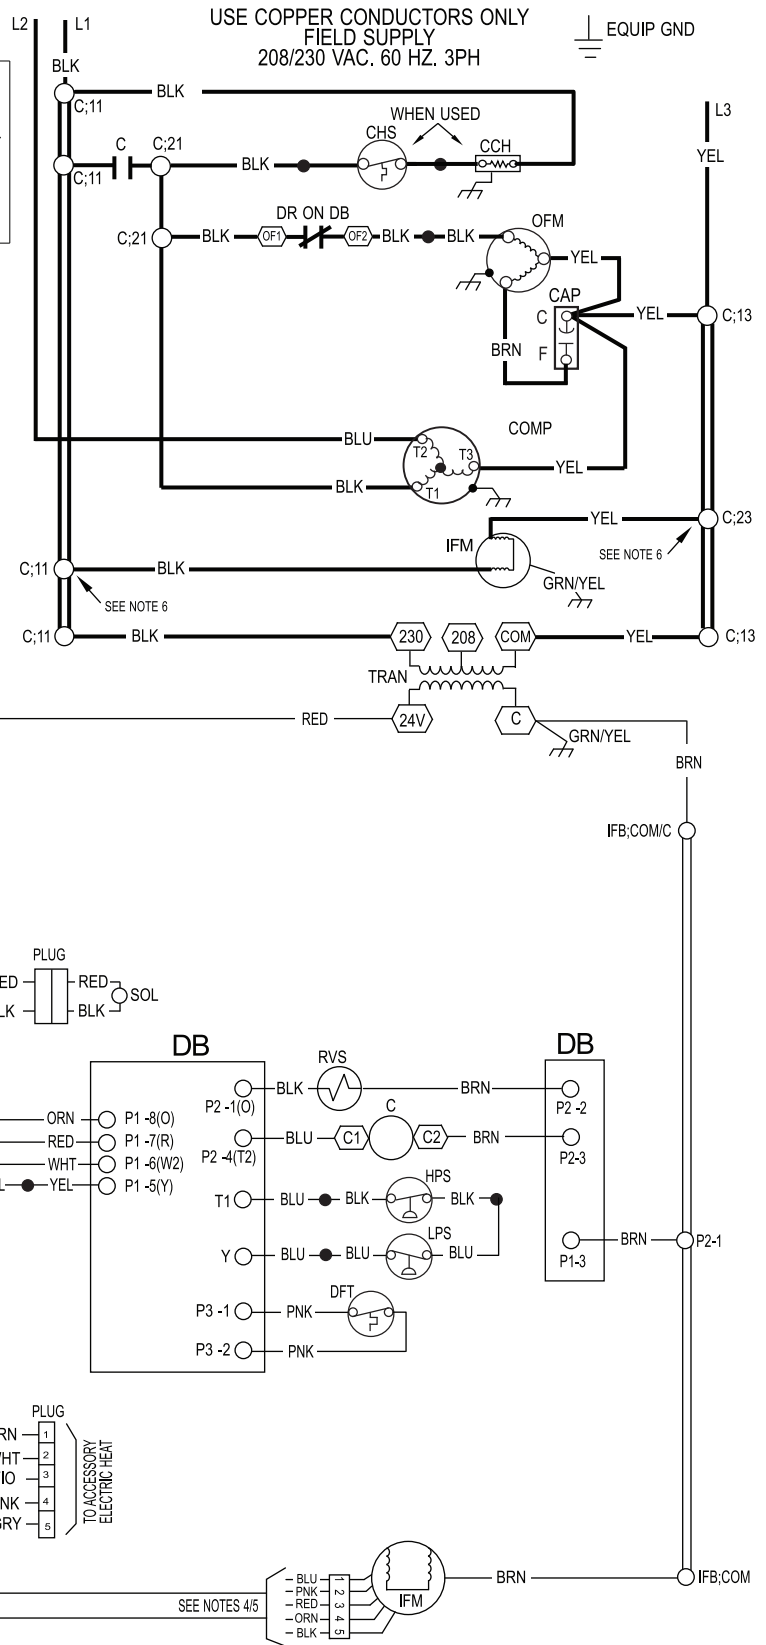 USE COPPER CONDUCTORS ONLY
FIELD SUPPLY
208/230 VAC. 60 HZ. 3PH
EQUIP GND
L2
L1
BLK
C;11
BLK
WHEN USED
L3
C
C;21
CHS
CCH
C;11
BLK
YEL
DR ON DB
OFM
C;21
BLK
OF1
OF2
BLK
BLK
YEL
CAP
C
YEL
C;13
BRN
F
COMP
BLU
T2
T3
YEL
BLK
T1
YEL
C;23
IFM
SEE NOTE 6
C;11
BLK
GRN/YEL
SEE NOTE 6
C;11
BLK
230
208
COM
YEL
C;13
TRAN
RED
24V
C
GRN/YEL
BRN
IFB;COM/C
PLUG
ED
RED
SOL
LK
BLK
DB
DB
RVS
P2 -1(O)
BLK
BRN
P2 -2
ORN
P1 -8(O)
C
RED
P1 -7(R)
P2 -4(T2)
BLU
C1
C2
BRN
P2-3
WHT
P1 -6(W2)
L
YEL
P1 -5(Y)
HPS
T1
BLU
BLK
BLK
LPS
Y
BLU
BLU
BLU
P1-3
BRN
P2-1
DFT
P3 -1
PNK
P3 -2
PNK
PLUG
RN
1
HT
2
IO
3
NK
4
GRY
5
TO ACCESSORY
ELECTRIC HEAT
SEE NOTES 4/5
BLU
1
PNK
2
RED
3
ORN
4
BLK
5
IFM
BRN
IFB;COM